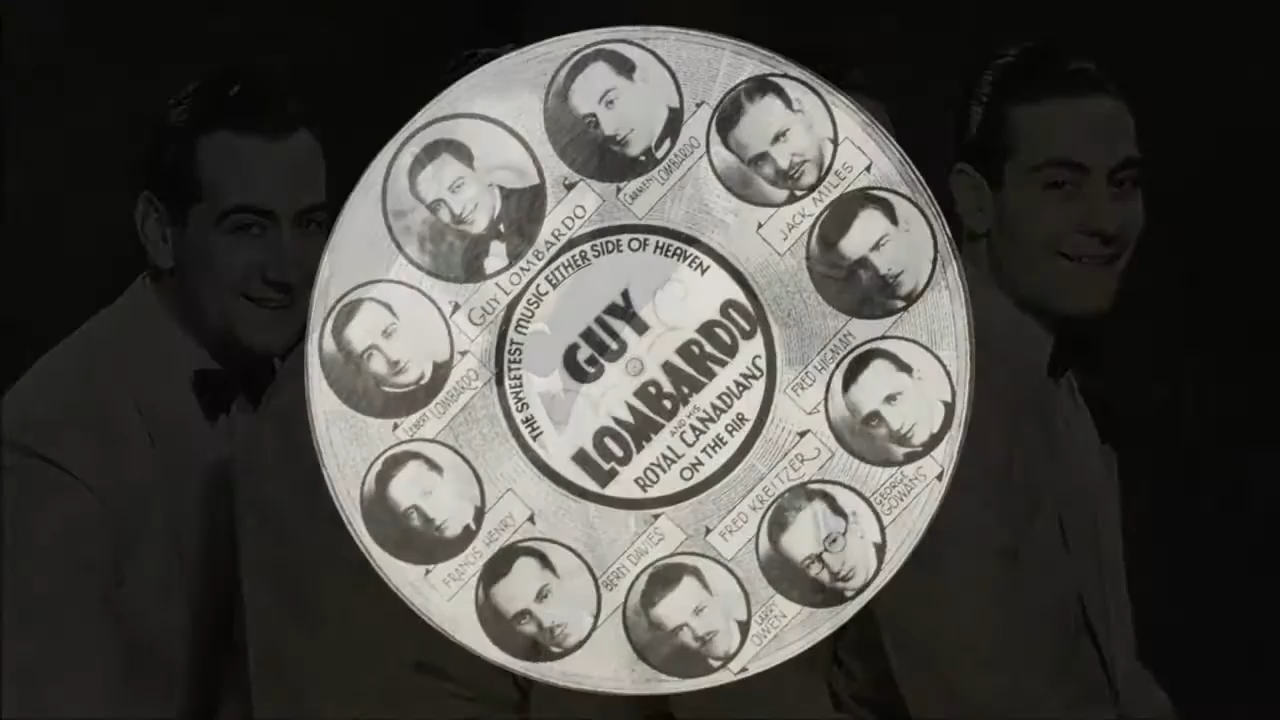 THE SWEETEST MUSIC EITHER SIDE OF HEAVEN
GUY
LOMBARDO
AND HIS
ROYAL CANADIANS
ON THE AIR
CARMEN LOMBARDO
JACK MILES
GUY LOMBARDO
FRED HIGMAN
LEBERT LOMBARDO
GEORGE
GOWANS
FRED KREITZER
FRANCIS HENRY
BERN DAVIES
LARRY
OWEN